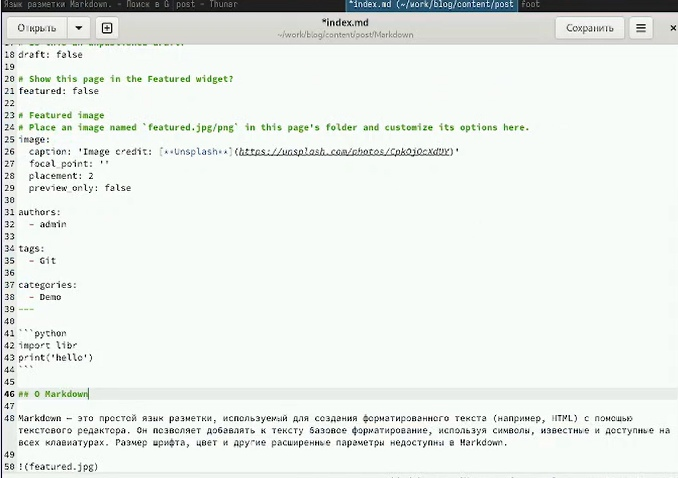 Язык разметки Markdown. - Поиск в G post - Thunar *index.md (~/work/blog/content/post foot
Открыть *index.md Сохранить
~/work/blog/content/post/Markdown
18 draft: false
19
20 # Show this page in the Featured widget?
21 featured: false
22
23 # Featured image
24 # Place an image named `featured.jpg/png` in this page's folder and customize its options here.
25 image:
26 caption: 'Image credit: [**Unsplash**](https://unsplash.com/photos/CpkOjOcXdUY)'
27 focal_point: ''
28 placement: 2
29 preview_only: false
30
31 authors:
32 - admin
33
34 tags:
35 - Git
36
37 categories:
38 - Demo
39 ---
40
41 ```python
42 import libr
43 print('hello')
44 ```
45
46 ## О Markdown
47
48 Markdown — это простой язык разметки, используемый для создания форматированного текста (например, HTML) с помощью
текстового редактора. Он позволяет добавлять к тексту базовое форматирование, используя символы, известные и доступные на
всех клавиатурах. Размер шрифта, цвет и другие расширенные параметры недоступны в Markdown.
49
50 !(featured.jpg)